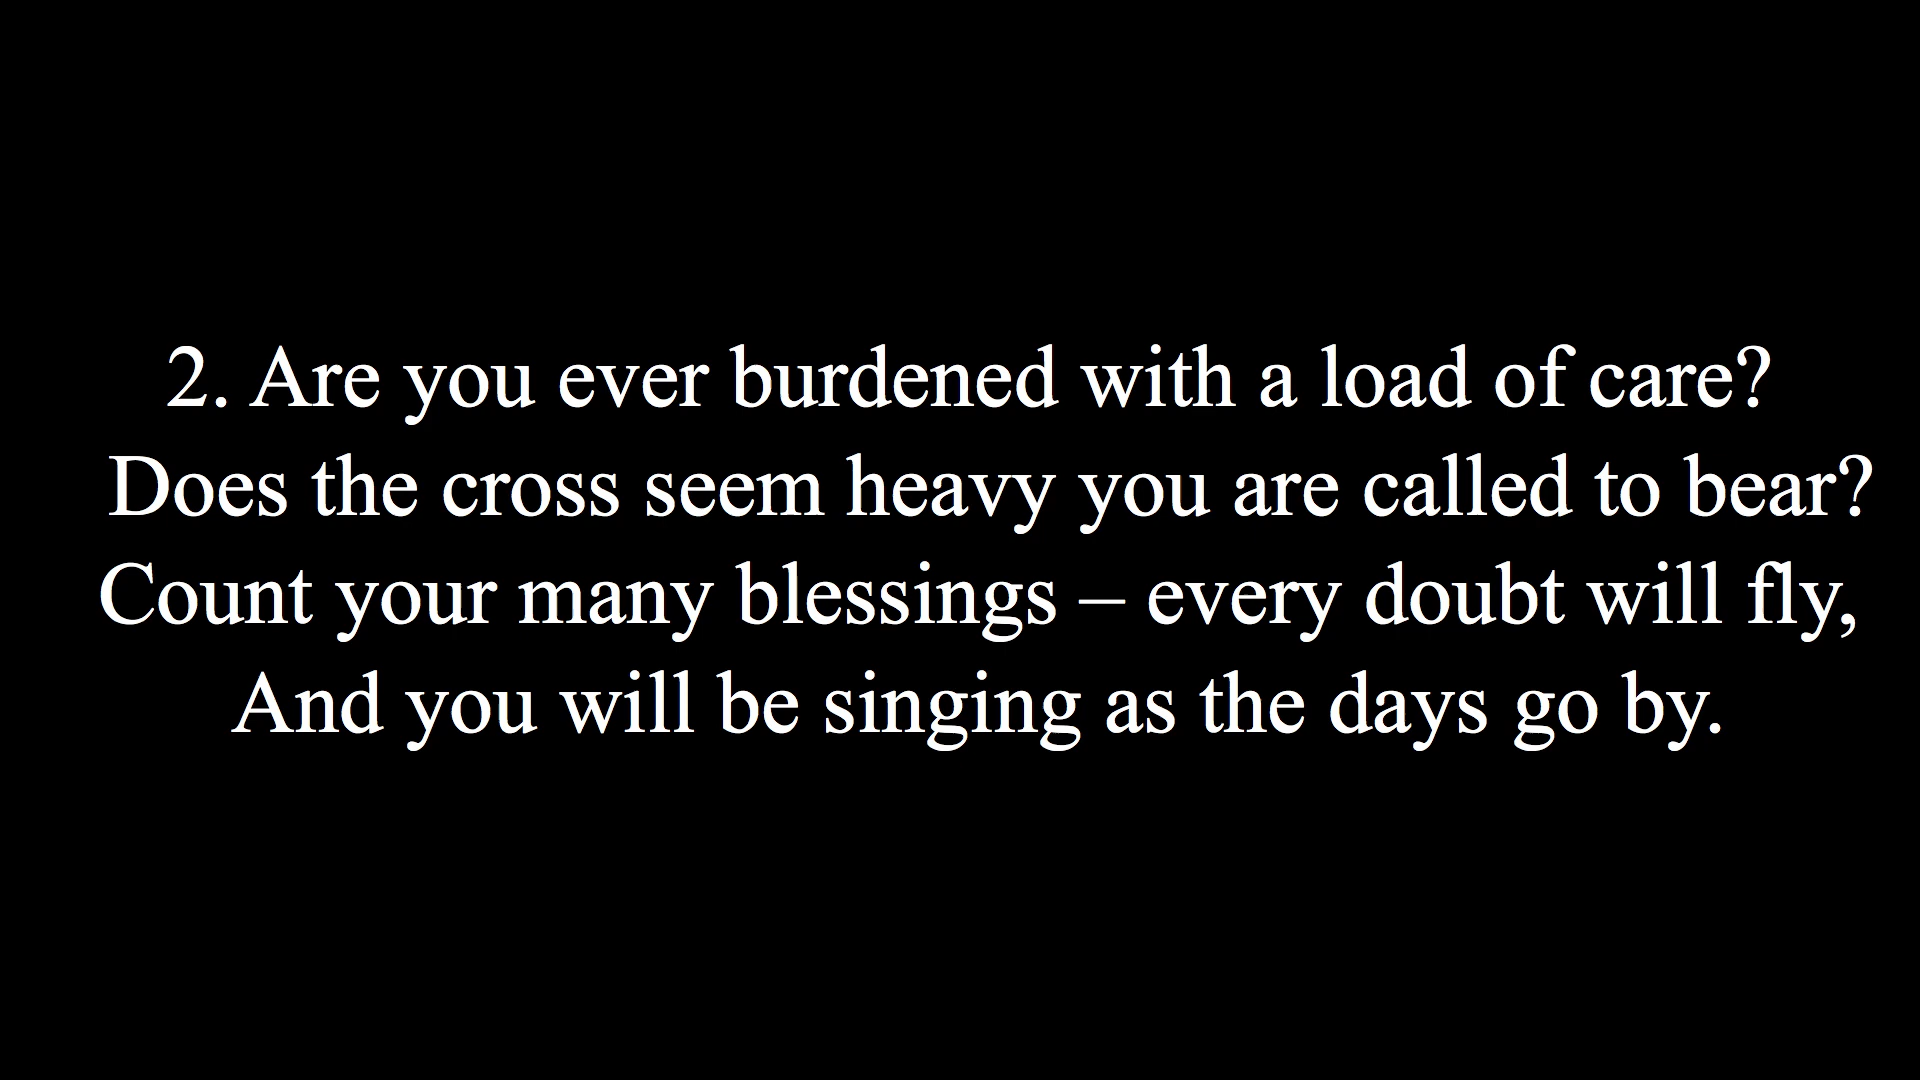 2. Are you ever burdened with a load of care?
Does the cross seem heavy you are called to bear?
Count your many blessings – every doubt will fly,
And you will be singing as the days go by.